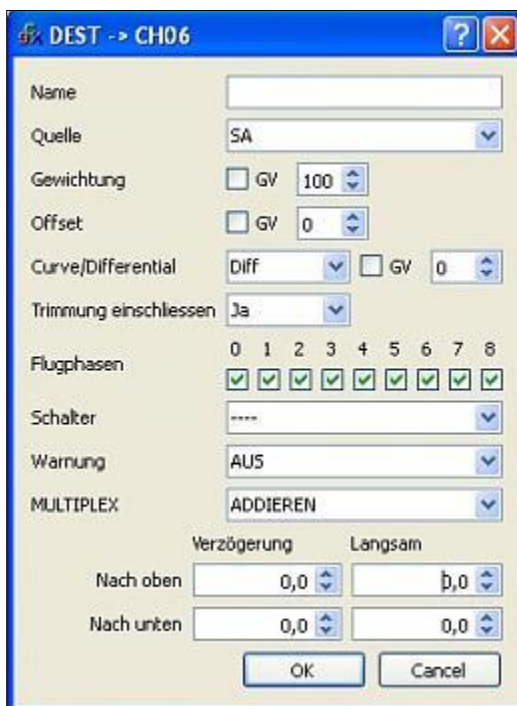 DEST -> CH06
Name
Quelle SA
Gewichtung GV 100
Offset GV 0
Curve/Differential Diff GV 0
Trimmung einschliessen Ja
0 1 2 3 4 5 6 7 8
Flugphasen
Schalter ----
Warnung AUS
MULTIPLEX ADDIEREN
Verzögerung Langsam
Nach oben 0,0 0,0
Nach unten 0,0 0,0
OK Cancel